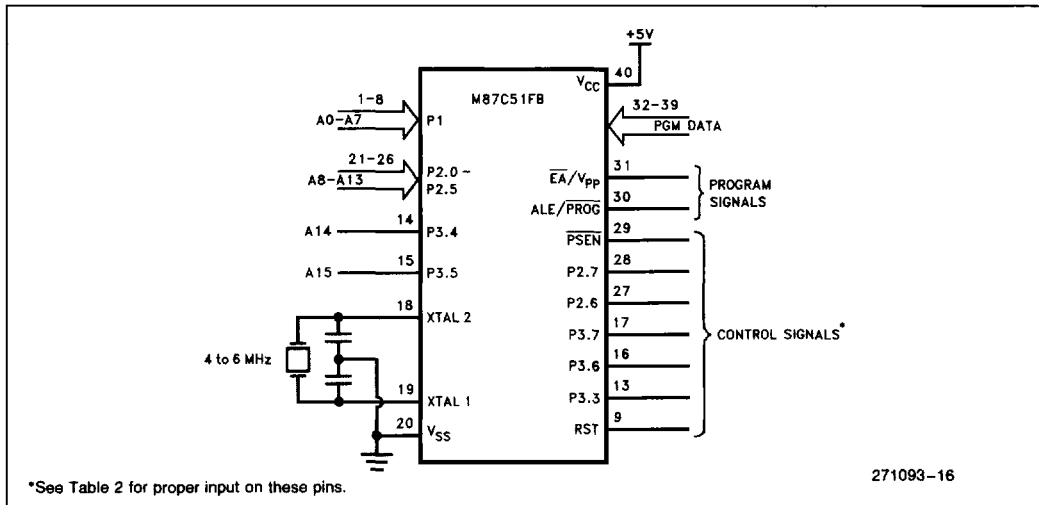 +5V
40
VCC
M87C51FB
1-8
A0-A7
P1
32-39
PGM DATA
21-26
A8-A13
P2.0-
P2.5
31
EA/VPP
30
ALE/PROG
PROGRAM
SIGNALS
14
A14
P3.4
29
PSEN
15
A15
P3.5
28
P2.7
27
P2.6
18
XTAL 2
17
P3.7
CONTROL SIGNALS*
4 to 6 MHz
16
P3.6
19
XTAL 1
13
P3.3
20
VSS
9
RST
*See Table 2 for proper input on these pins.
271093-16